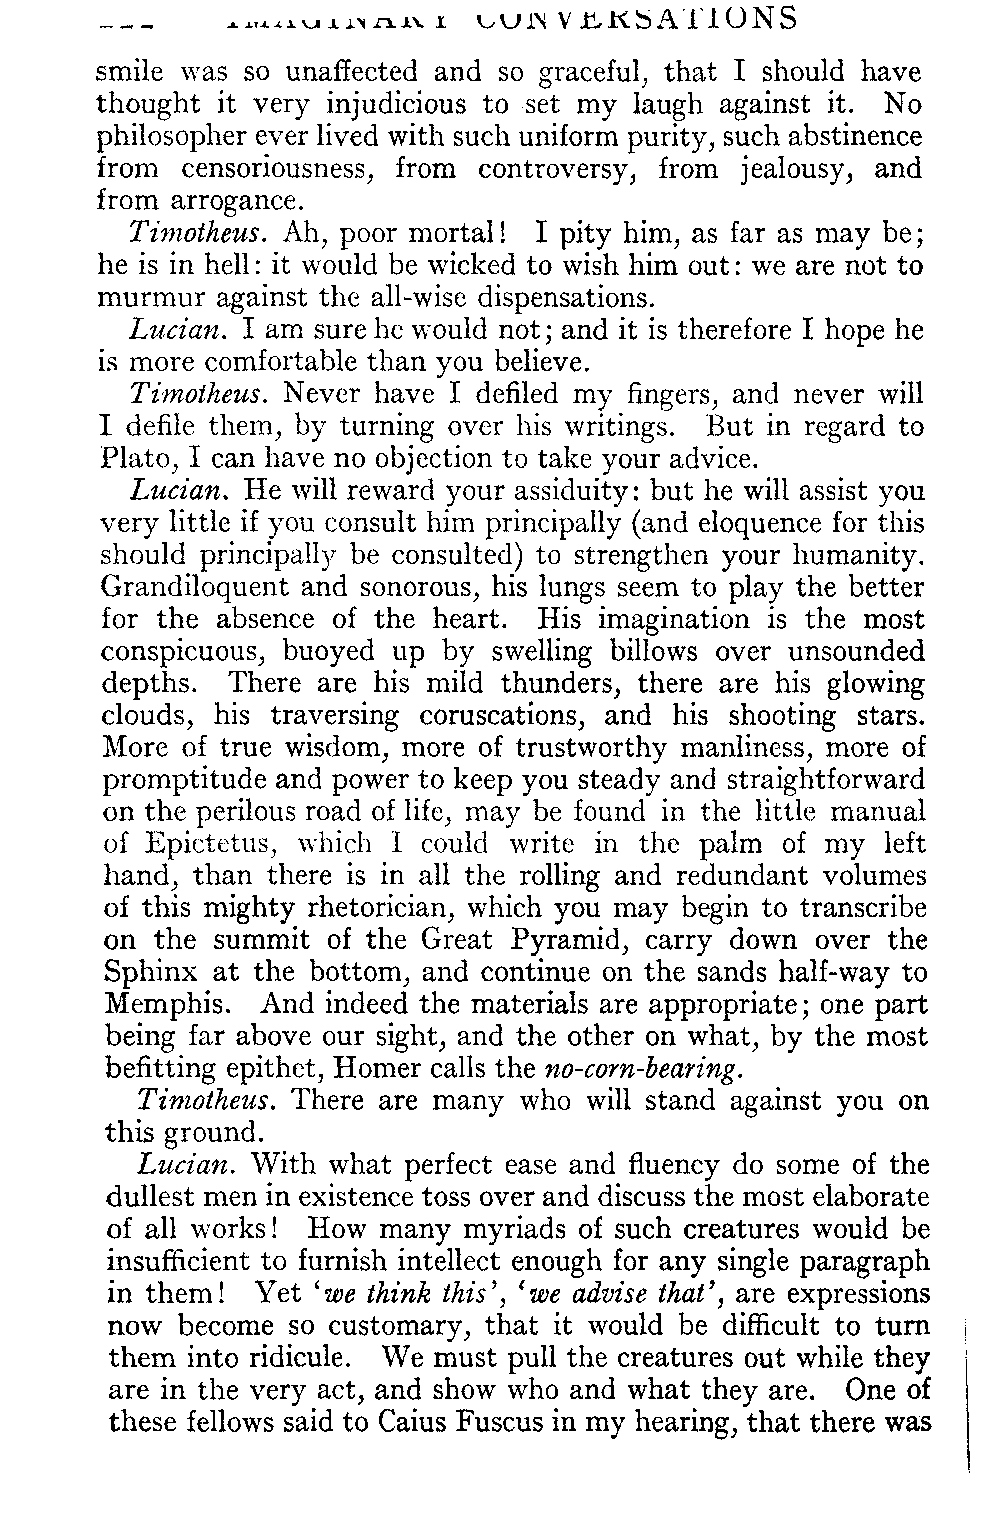 IMAGINARY CONVERSATIONS
smile was so unaffected and so graceful, that I should have
thought it very injudicious to set my laugh against it. No
philosopher ever lived with such uniform purity, such abstinence
from censoriousness, from controversy, from jealousy, and
from arrogance.
Timotheus. Ah, poor mortal! I pity him, as far as may be;
he is in hell: it would be wicked to wish him out: we are not to
murmur against the all-wise dispensations.
Lucian. I am sure he would not; and it is therefore I hope he
is more comfortable than you believe.
Timotheus. Never have I defiled my fingers, and never will
I defile them, by turning over his writings. But in regard to
Plato, I can have no objection to take your advice.
Lucian. He will reward your assiduity: but he will assist you
very little if you consult him principally (and eloquence for this
should principally be consulted) to strengthen your humanity.
Grandiloquent and sonorous, his lungs seem to play the better
for the absence of the heart. His imagination is the most
conspicuous, buoyed up by swelling billows over unsounded
depths. There are his mild thunders, there are his glowing
clouds, his traversing coruscations, and his shooting stars.
More of true wisdom, more of trustworthy manliness, more of
promptitude and power to keep you steady and straightforward
on the perilous road of life, may be found in the little manual
of Epictetus, which I could write in the palm of my left
hand, than there is in all the rolling and redundant volumes
of this mighty rhetorician, which you may begin to transcribe
on the summit of the Great Pyramid, carry down over the
Sphinx at the bottom, and continue on the sands half-way to
Memphis. And indeed the materials are appropriate; one part
being far above our sight, and the other on what, by the most
befitting epithet, Homer calls the no-corn-bearing.
Timotheus. There are many who will stand against you on
this ground.
Lucian. With what perfect ease and fluency do some of the
dullest men in existence toss over and discuss the most elaborate
of all works! How many myriads of such creatures would be
insufficient to furnish intellect enough for any single paragraph
in them! Yet ‘we think this’, ‘we advise that’, are expressions
now become so customary, that it would be difficult to turn
them into ridicule. We must pull the creatures out while they
are in the very act, and show who and what they are. One of
these fellows said to Caius Fuscus in my hearing, that there was